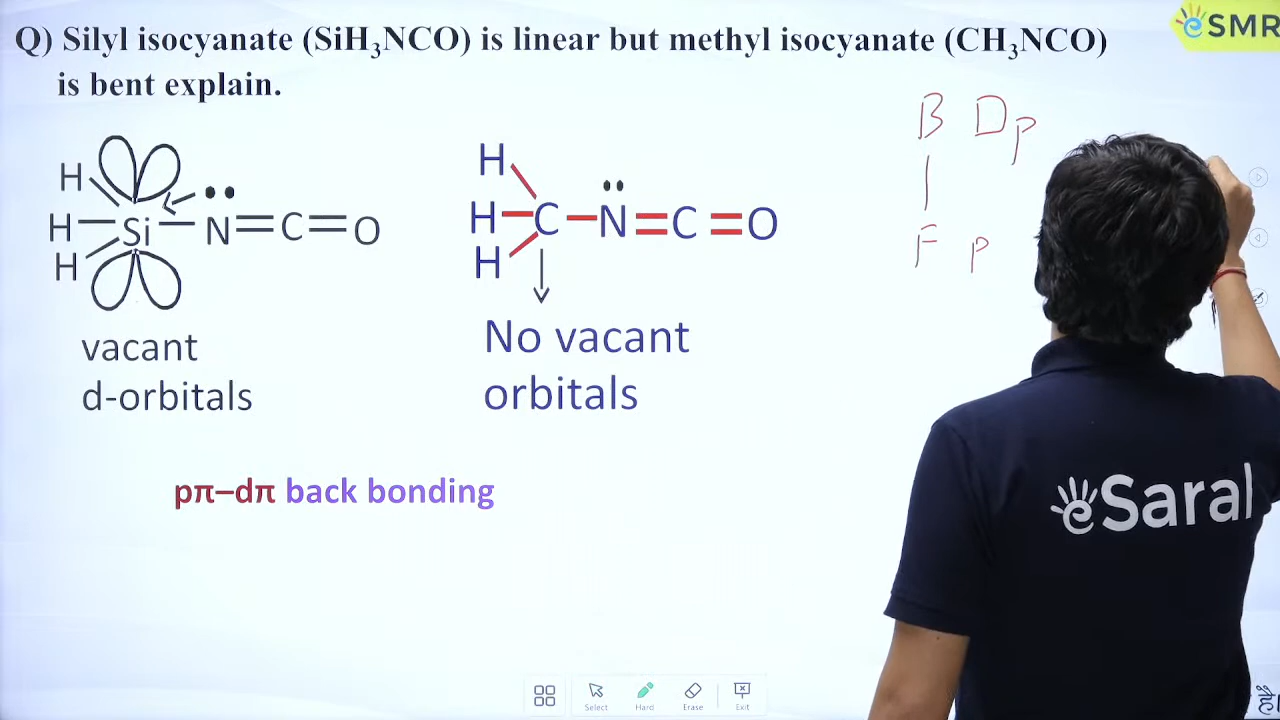 Q) Silyl isocyanate (SiH₃NCO) is linear but methyl isocyanate (CH₃NCO)
is bent explain.
eSMR
B Dp
F p
H
H Si N=C=O
H
vacant
d-orbitals
H
H C N=C=O
H
No vacant
orbitals
pπ–dπ back bonding
eSaral
Select Hard Erase Exit